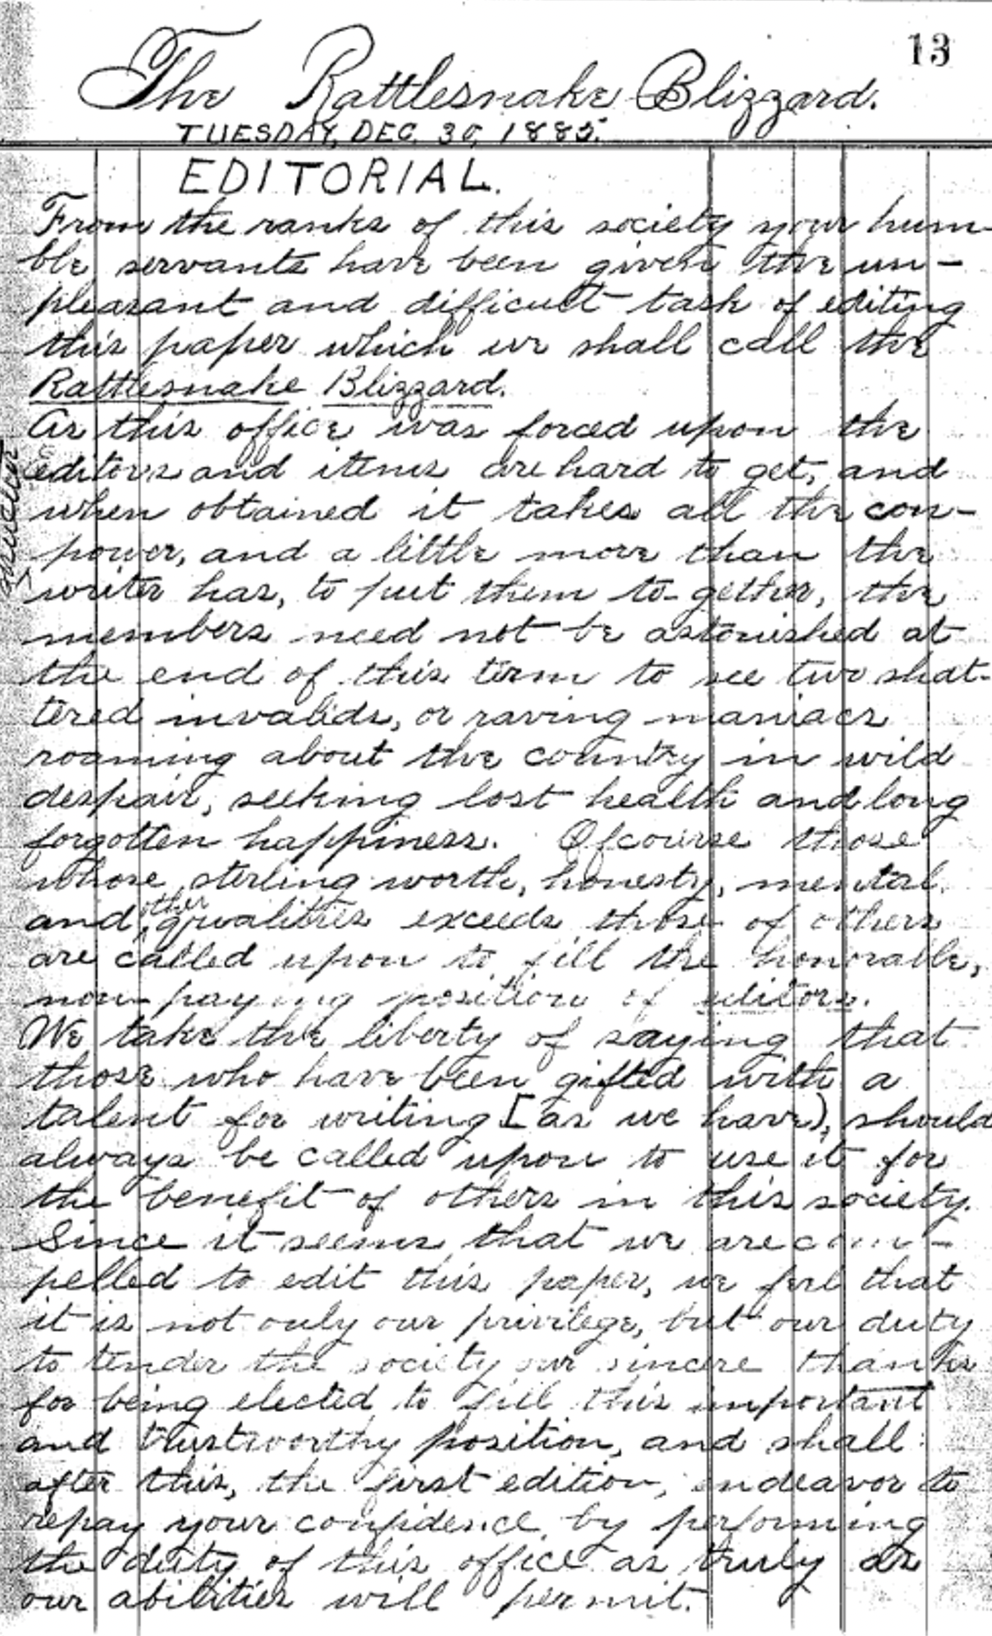 13
The Rattlesnake Blizzard.
TUESDAY, DEC. 30, 1885.
EDITORIAL.
From the ranks of this society your hum-
ble servants have been given the un-
pleasant and difficult task of editing
this paper which we shall call the
Rattlesnake Blizzard.
As this office was forced upon the
editors and items are hard to get, and
when obtained it takes all the con-
power, and a little more than the
writer has, to put them to-gether, the
members need not be astonished at
the end of this term to see two shat-
tered invalids, or raving maniacs
roaming about the country in wild
despair, seeking lost health and long
forgotten happiness. Ofcourse those
whose sterling worth, honesty, mental,
and other qualities exceeds those of others
are called upon to fill the honorable,
non-paying position of editors.
We take the liberty of saying that
those who have been gifted with a
talent for writing [as we have), should
always be called upon to use it for
the benefit of others in this society.
Since it seems that we are com-
pelled to edit this paper, we feel that
it is not only our privilege, but our duty
to tender the society our sincere thanks
for being elected to fill this important
and trustworthy position, and shall
after this, the first edition, endeavor to
repay your confidence by performing
the duty of this office as truly as
our abilities will permit.